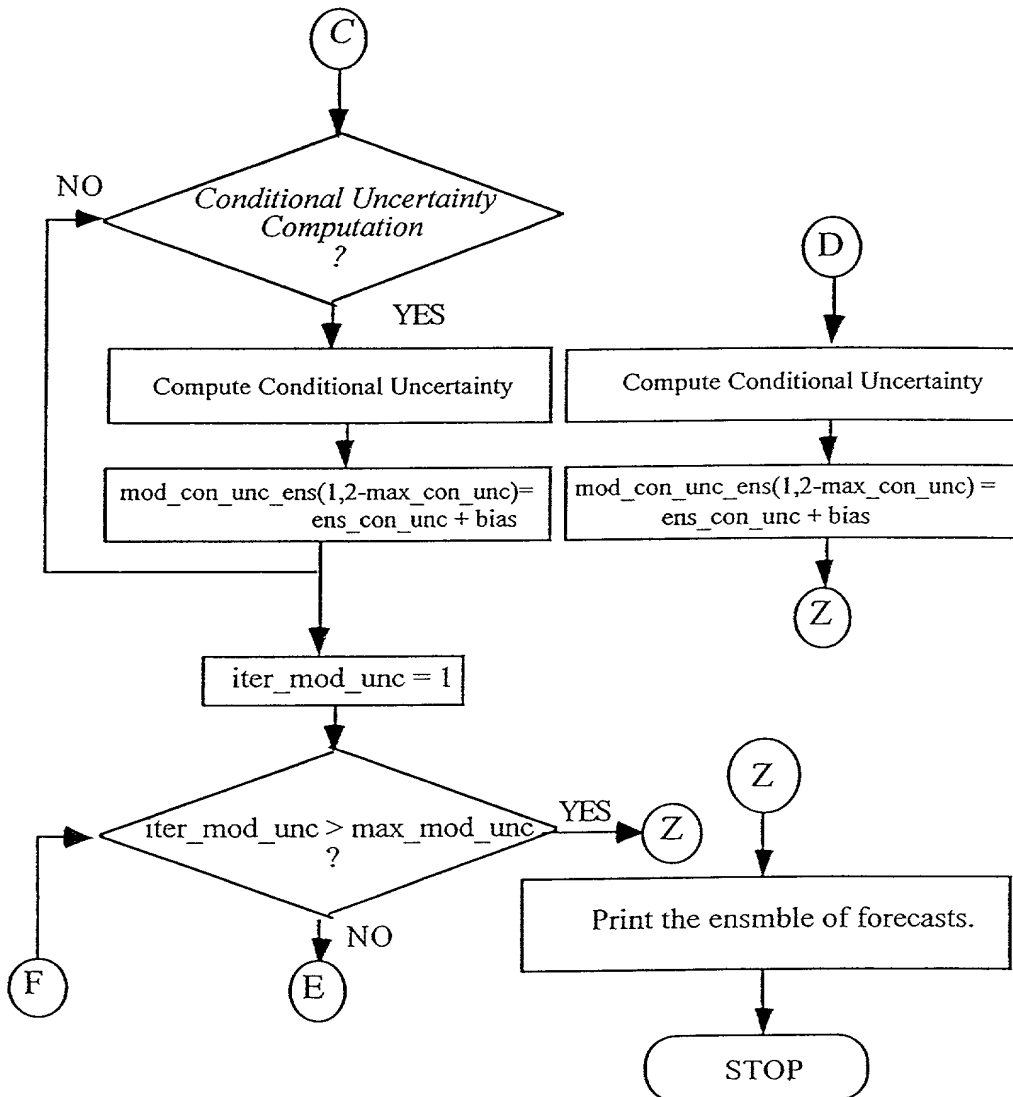 C
NO
Conditional Uncertainty
Computation
?
YES
Compute Conditional Uncertainty
mod_con_unc_ens(1,2-max_con_unc)=
ens_con_unc + bias
iter_mod_unc = 1
iter_mod_unc > max_mod_unc
?
YES
Z
NO
F
E
D
Compute Conditional Uncertainty
mod_con_unc_ens(1,2-max_con_unc) =
ens_con_unc + bias
Z
Z
Print the ensmble of forecasts.
STOP